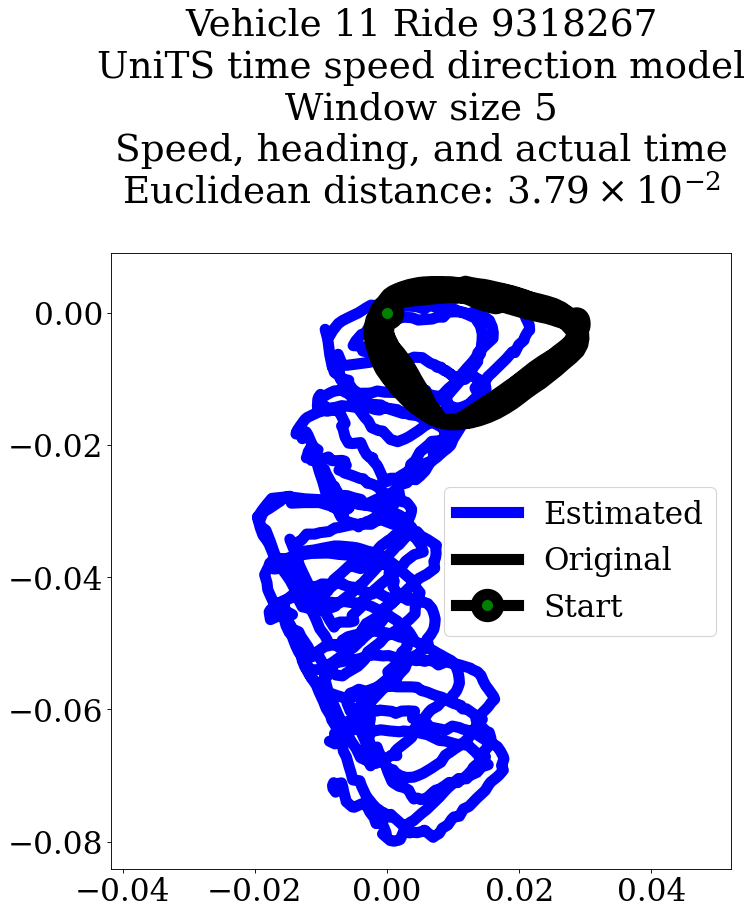 Vehicle 11 Ride 9318267
UniTS time speed direction model
Window size 5
Speed, heading, and actual time
Euclidean distance: 3.79 × 10⁻²
0.00
−0.02
−0.04
−0.06
−0.08
Estimated
Original
Start
−0.04 −0.02 0.00 0.02 0.04